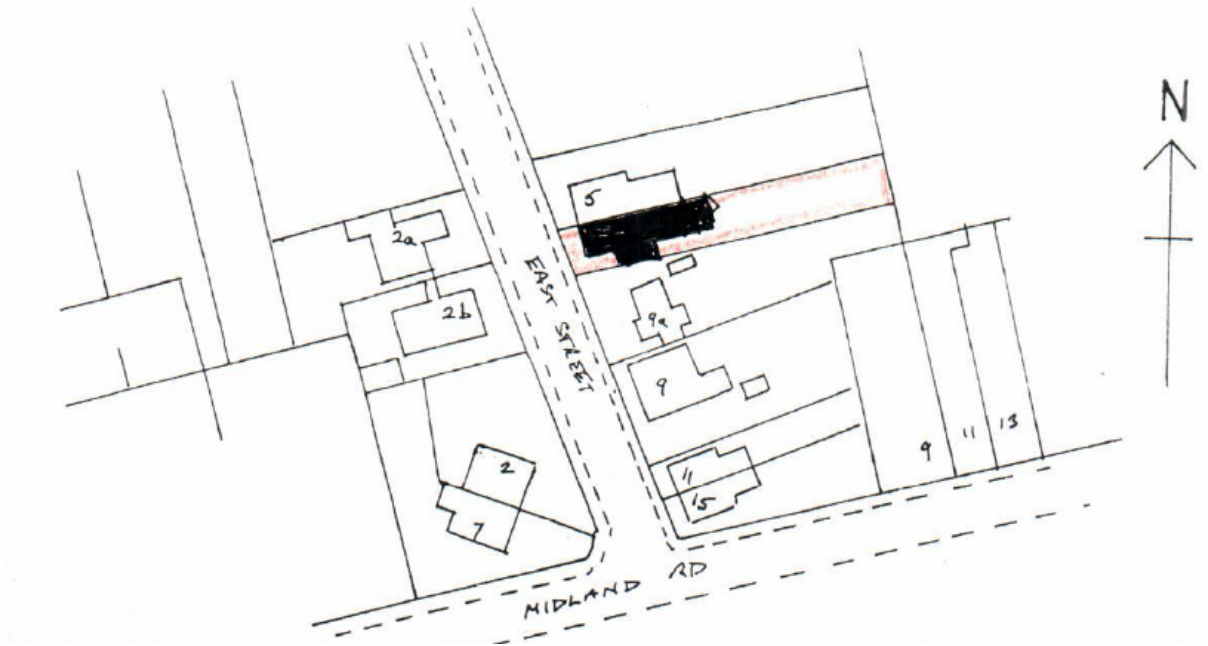 N
5
2a
EAST STREET
2b
9a
9
2
7
11
15
9
11
13
MIDLAND RD